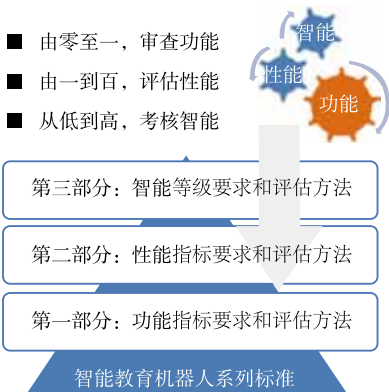 由零至一，审查功能
由一到百，评估性能
从低到高，考核智能
智能
性能
功能
第三部分：智能等级要求和评估方法
第二部分：性能指标要求和评估方法
第一部分：功能指标要求和评估方法
智能教育机器人系列标准